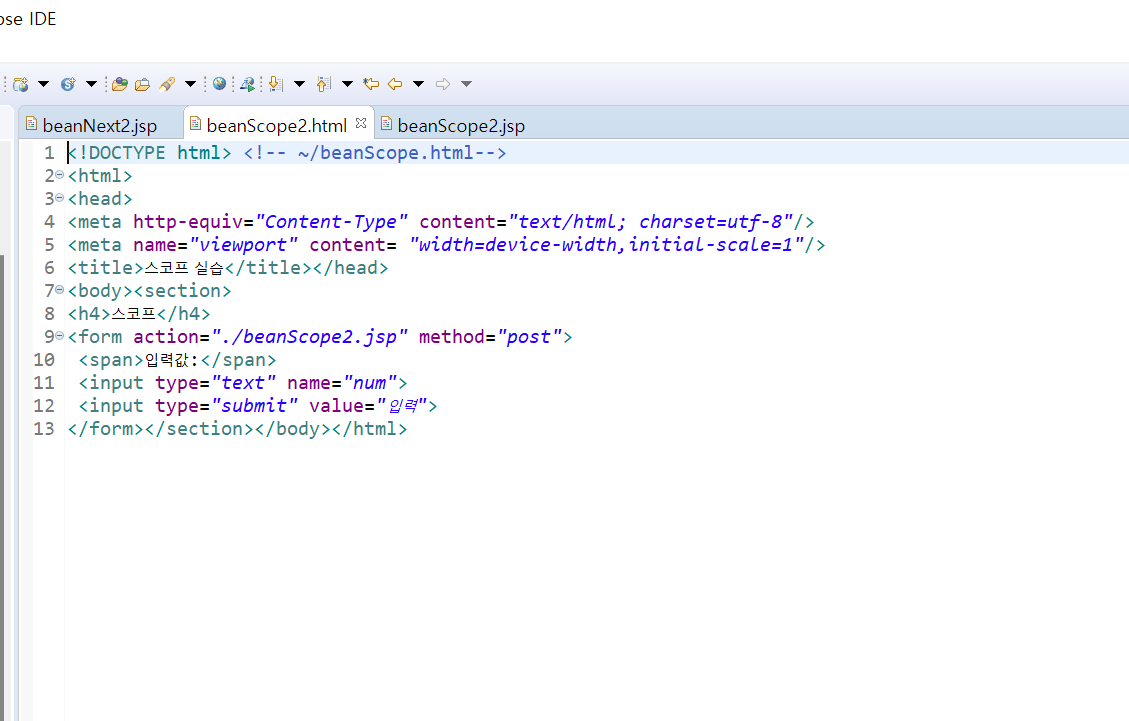 ose IDE
beanNext2.jsp beanScope2.html beanScope2.jsp
1 <!DOCTYPE html> <!-- ~/beanScope.html-->
2 <html>
3 <head>
4 <meta http-equiv="Content-Type" content="text/html; charset=utf-8"/>
5 <meta name="viewport" content= "width=device-width,initial-scale=1"/>
6 <title>스코프 실습</title></head>
7 <body><section>
8 <h4>스코프</h4>
9 <form action="./beanScope2.jsp" method="post">
10 <span>입력값:</span>
11 <input type="text" name="num">
12 <input type="submit" value="입력">
13 </form></section></body></html>